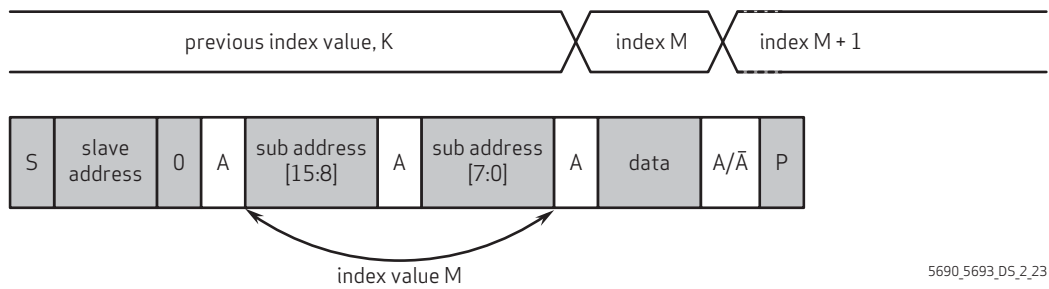 previous index value, K
index M
index M + 1
S
slave
address
0
A
sub address
[15:8]
A
sub address
[7:0]
A
data
A/Ā
P
index value M
5690_5693_DS_2_23